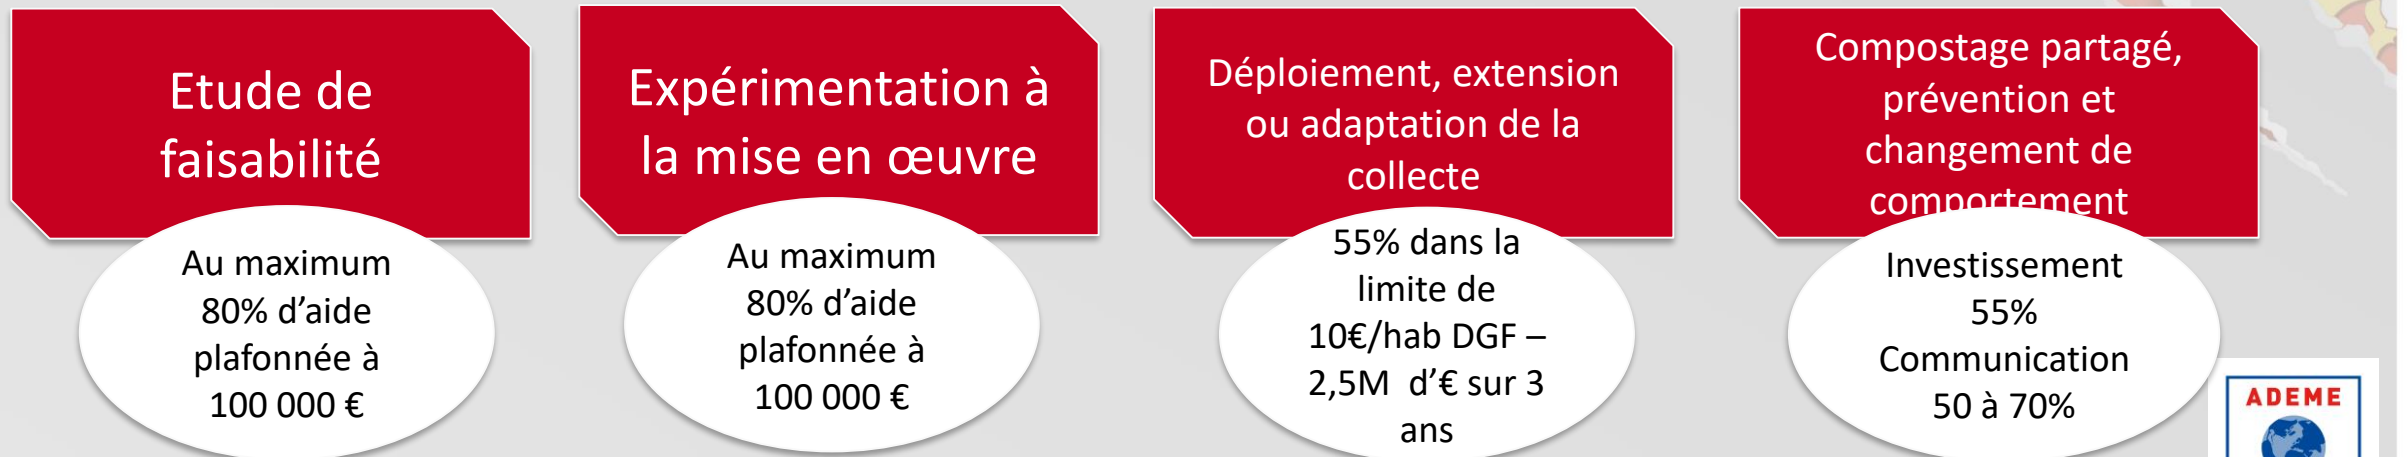 Etude de
faisabilité
Au maximum
80% d’aide
plafonnée à
100 000 €
Expérimentation à
la mise en œuvre
Au maximum
80% d’aide
plafonnée à
100 000 €
Déploiement, extension
ou adaptation de la
collecte
55% dans la
limite de
10€/hab DGF –
2,5M d’€ sur 3
ans
Compostage partagé,
prévention et
changement de
comportement
Investissement
55%
Communication
50 à 70%
ADEME